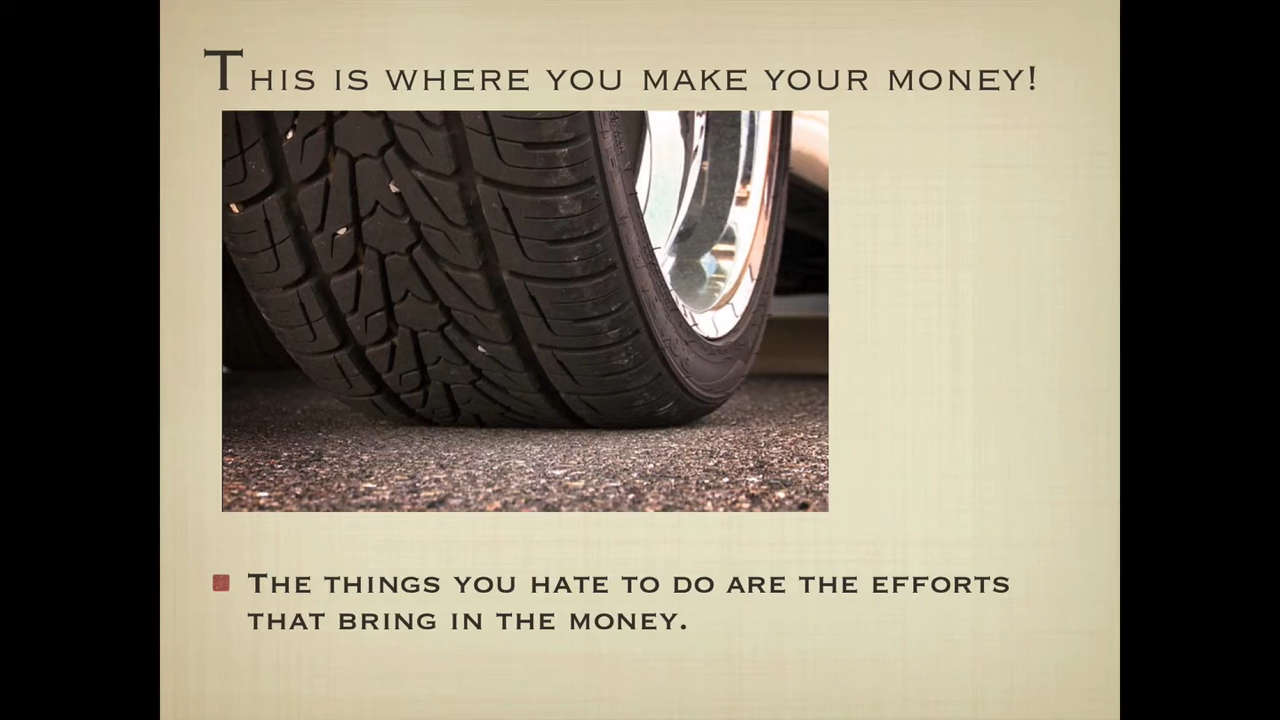 This is where you make your money!
The things you hate to do are the efforts
that bring in the money.